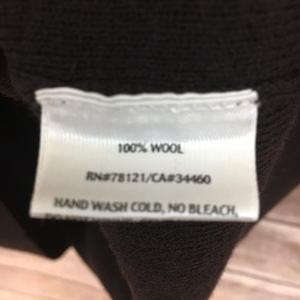 100% WOOL
RN#78121/CA#34460
HAND WASH COLD, NO BLEACH,